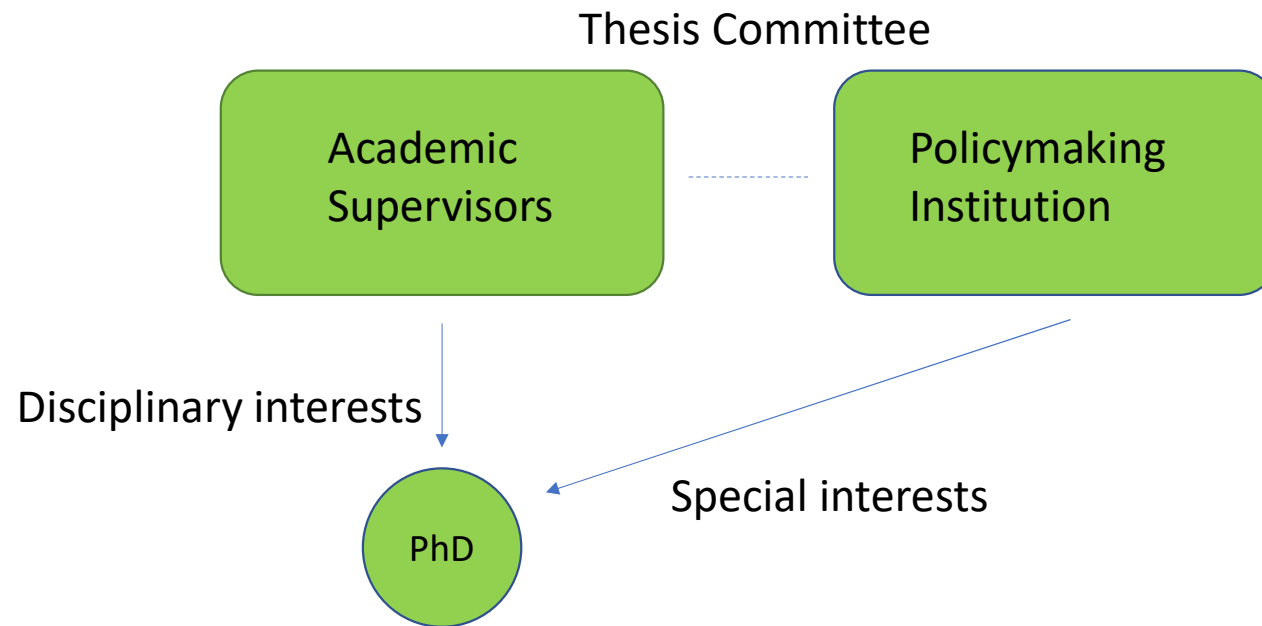 Thesis Committee
Academic
Supervisors
Policymaking
Institution
Disciplinary interests
Special interests
PhD